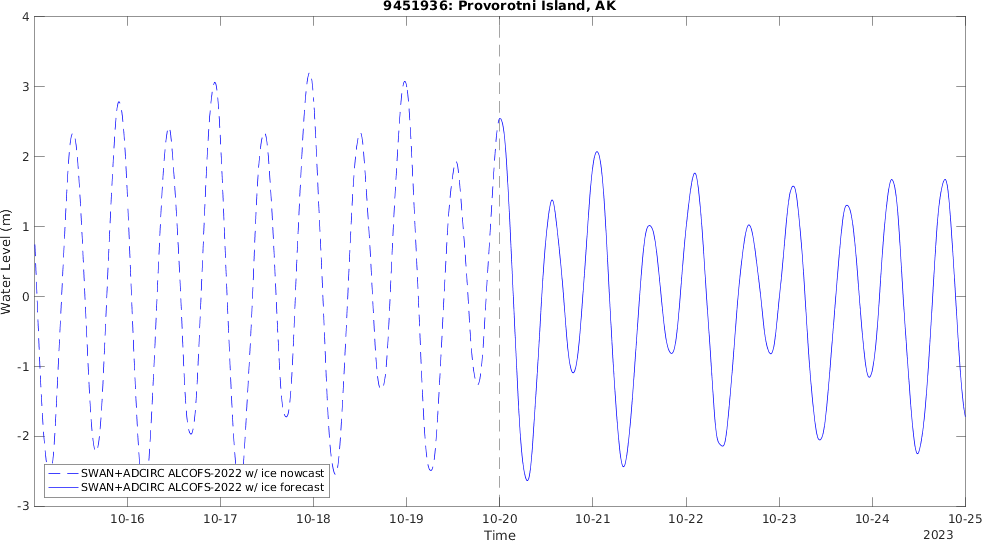 9451936: Provorotni Island, AK
4
3
2
1
0
-1
-2
-3
Water Level (m)
SWAN+ADCIRC ALCOFS-2022 w/ ice nowcast
SWAN+ADCIRC ALCOFS-2022 w/ ice forecast
10-16 10-17 10-18 10-19 10-20 10-21 10-22 10-23 10-24 10-25
Time
2023